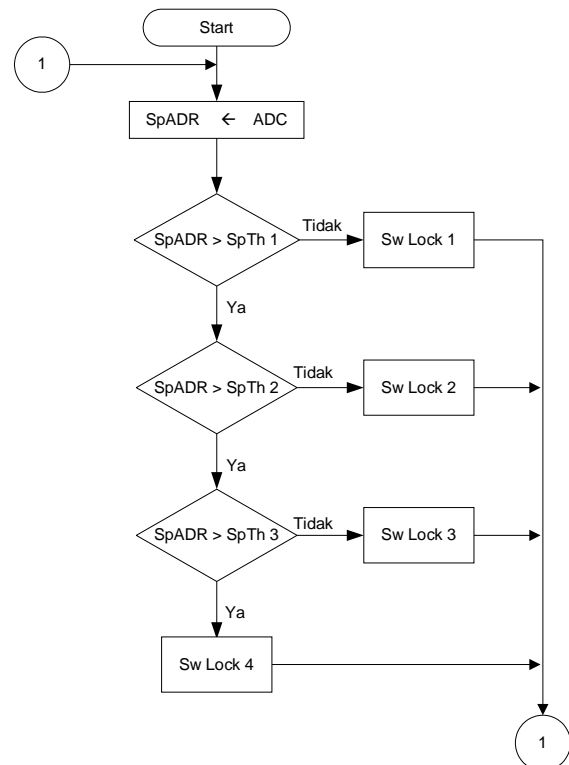 Start
1
SpADR ← ADC
SpADR > SpTh 1
Tidak
Sw Lock 1
Ya
SpADR > SpTh 2
Tidak
Sw Lock 2
Ya
SpADR > SpTh 3
Tidak
Sw Lock 3
Ya
Sw Lock 4
1